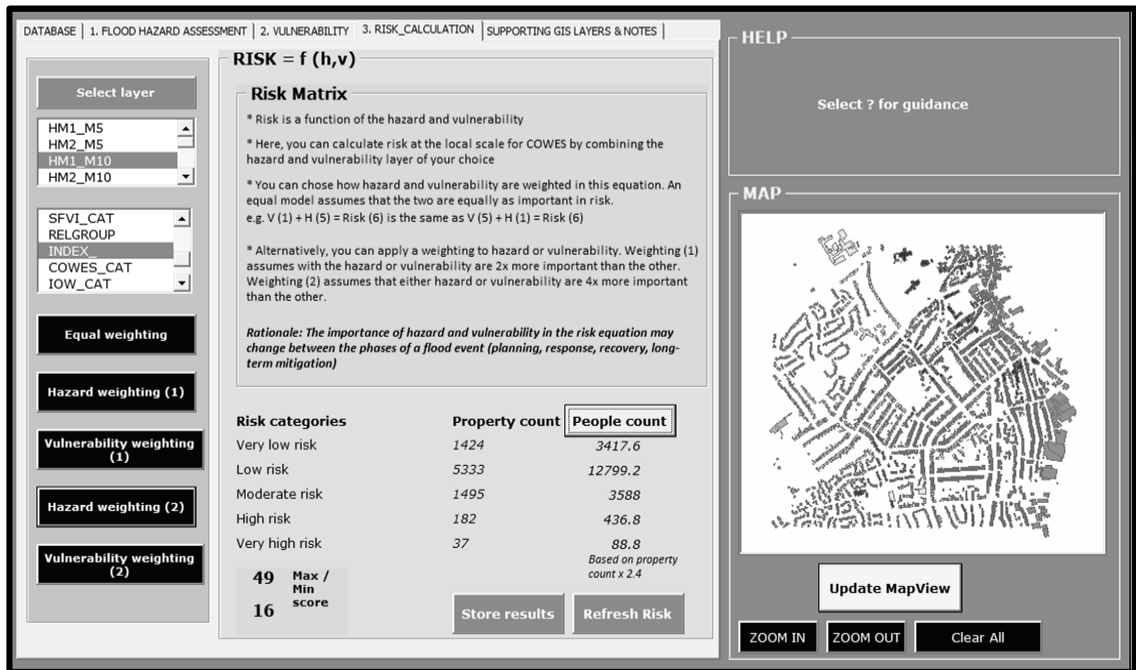 DATABASE
1. FLOOD HAZARD ASSESSMENT
2. VULNERABILITY
3. RISK_CALCULATION
SUPPORTING GIS LAYERS & NOTES
Select layer
HM1_M5
HM2_M5
HM1_M10
HM2_M10
SFVI_CAT
RELGROUP
INDEX_
COWES_CAT
IOW_CAT
Equal weighting
Hazard weighting (1)
Vulnerability weighting
(1)
Hazard weighting (2)
Vulnerability weighting
(2)
RISK = f (h,v)
Risk Matrix
* Risk is a function of the hazard and vulnerability
* Here, you can calculate risk at the local scale for COWES by combining the
hazard and vulnerability layer of your choice
* You can chose how hazard and vulnerability are weighted in this equation. An
equal model assumes that the two are equally as important in risk.
e.g. V (1) + H (5) = Risk (6) is the same as V (5) + H (1) = Risk (6)
* Alternatively, you can apply a weighting to hazard or vulnerability. Weighting (1)
assumes with the hazard or vulnerability are 2x more important than the other.
Weighting (2) assumes that either hazard or vulnerability are 4x more important
than the other.
Rationale: The importance of hazard and vulnerability in the risk equation may
change between the phases of a flood event (planning, response, recovery, long-
term mitigation)
Risk categories Property count People count
Very low risk 1424 3417.6
Low risk 5333 12799.2
Moderate risk 1495 3588
High risk 182 436.8
Very high risk 37 88.8
Based on property
count x 2.4
49 Max /
Min
16 score
Store results
Refresh Risk
HELP
Select ? for guidance
MAP
Update MapView
ZOOM IN
ZOOM OUT
Clear All